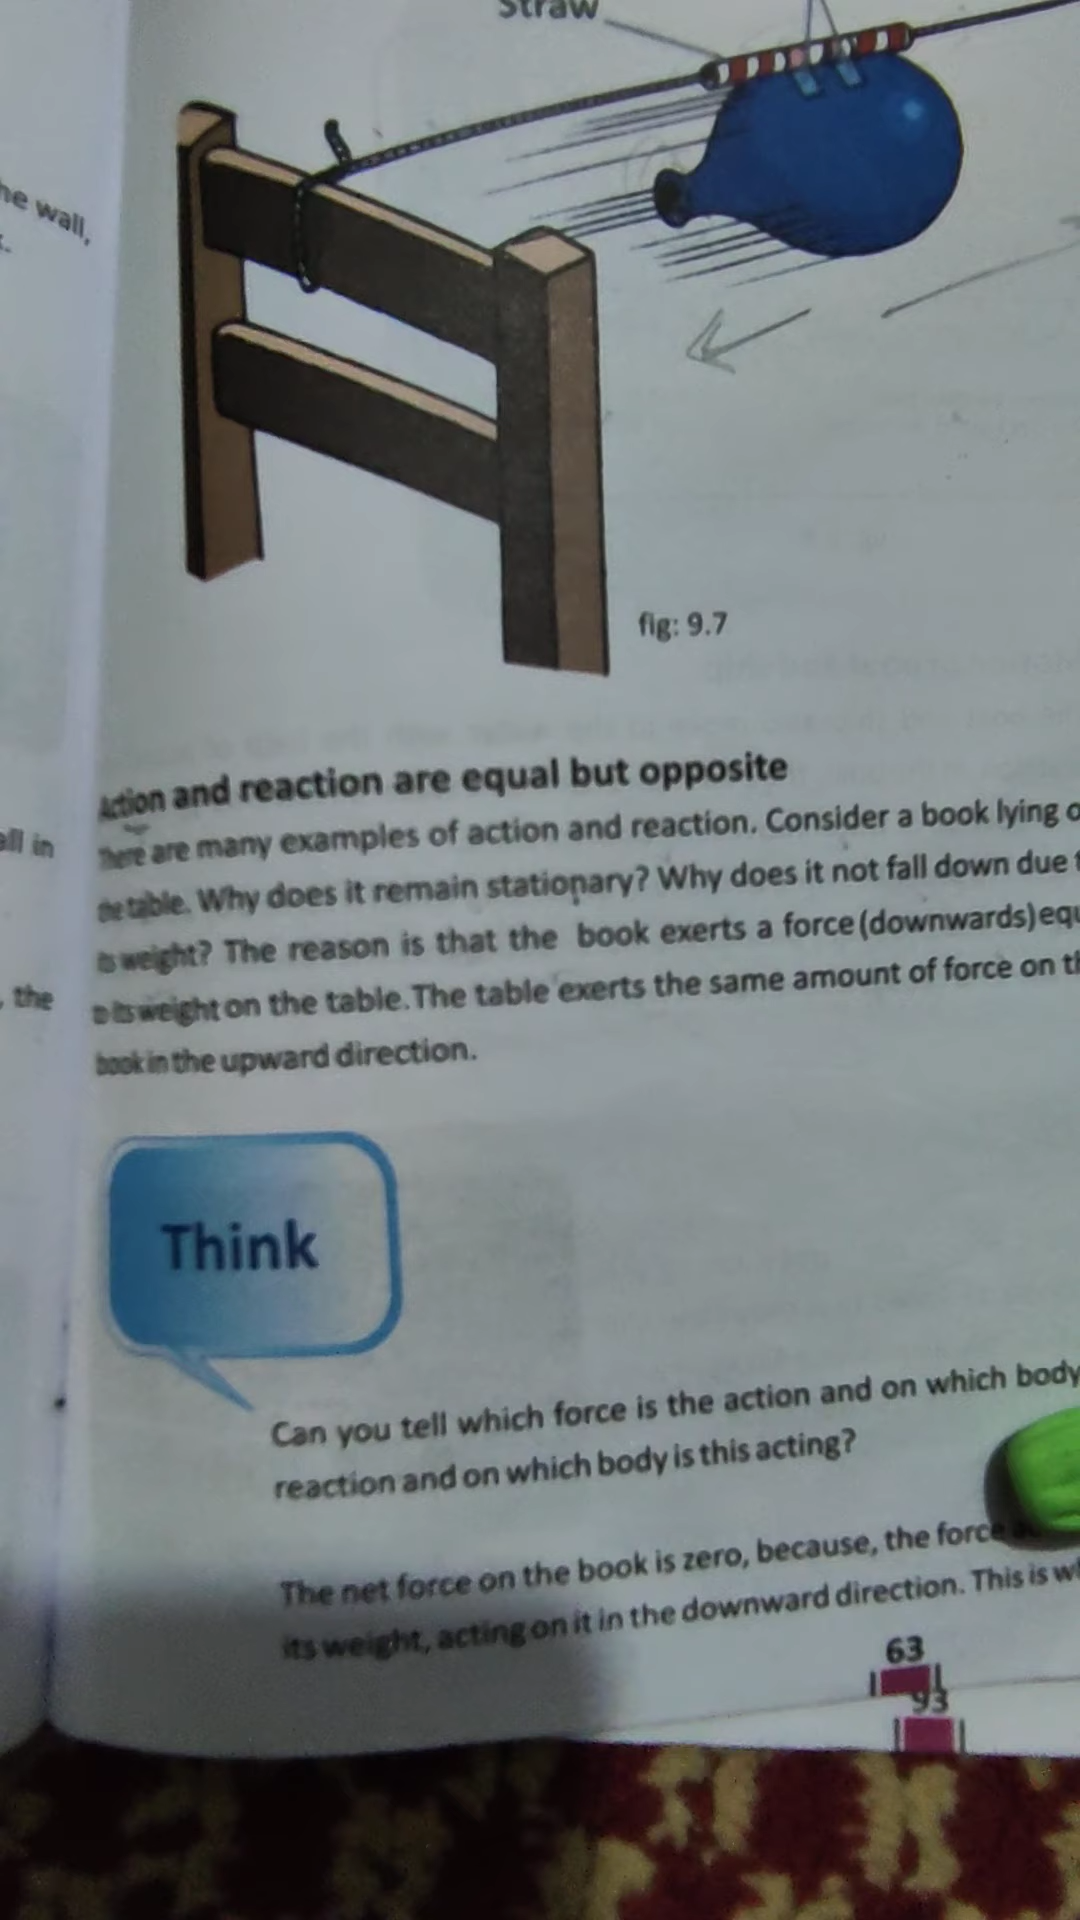 Straw
he wall,
fig: 9.7
Action and reaction are equal but opposite
There are many examples of action and reaction. Consider a book lying o
the table. Why does it remain stationary? Why does it not fall down due t
its weight? The reason is that the book exerts a force (downwards) equ
to its weight on the table. The table exerts the same amount of force on th
book in the upward direction.
all in
, the
Think
Can you tell which force is the action and on which body
reaction and on which body is this acting?
The net force on the book is zero, because, the force
its weight, acting on it in the downward direction. This is wh
63
93